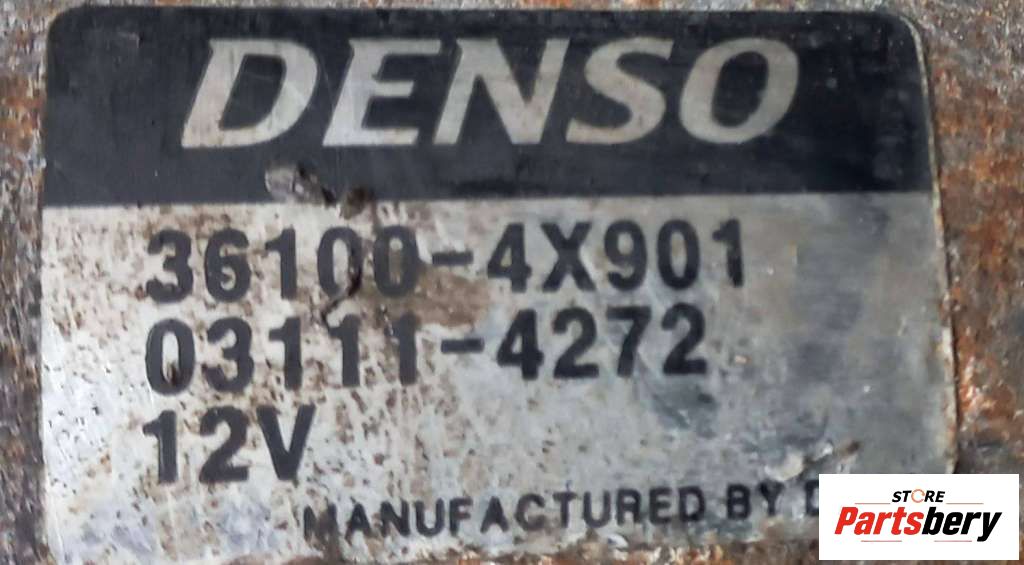 DENSO
36100-4X901
03111-4272
12V
MANUFACTURED BY
STORE
Partsbery